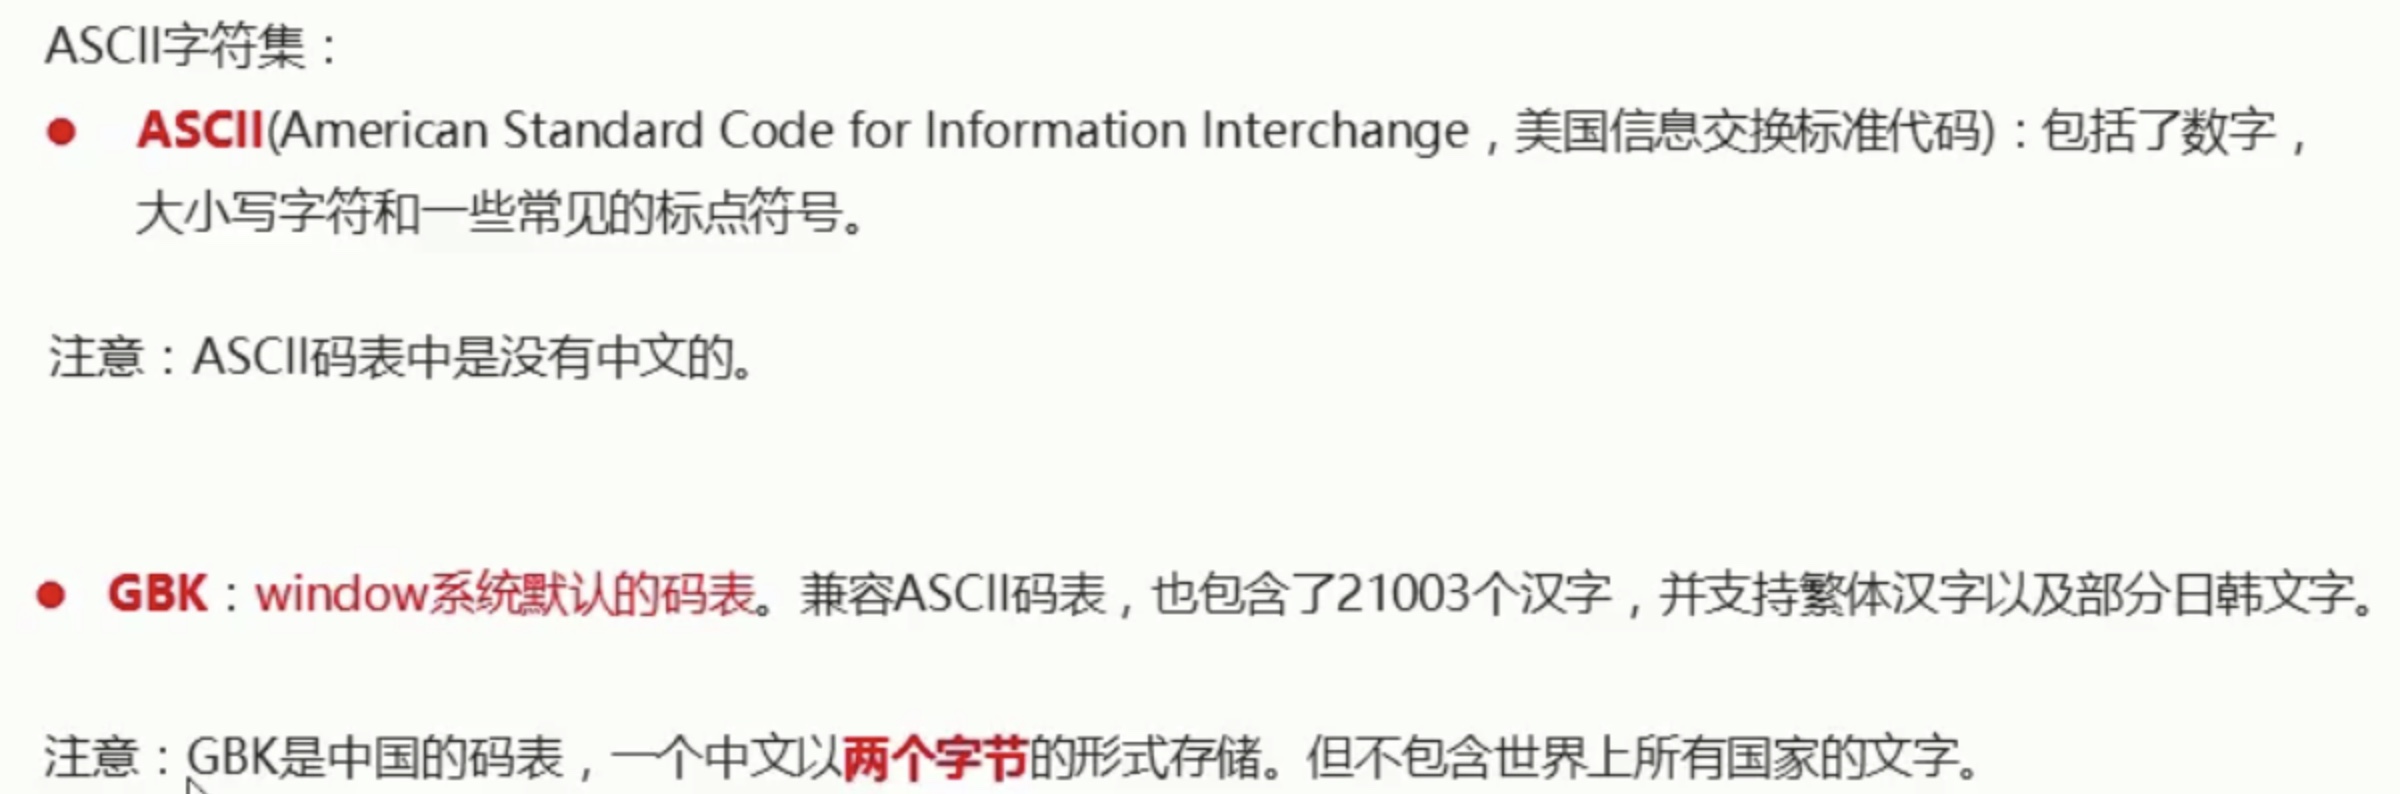 ASCII字符集：
● ASCII(American Standard Code for Information Interchange，美国信息交换标准代码)：包括了数字，
大小写字符和一些常见的标点符号。
注意：ASCII码表中是没有中文的。
● GBK：window系统默认的码表。兼容ASCII码表，也包含了21003个汉字，并支持繁体汉字以及部分日韩文字。
注意：GBK是中国的码表，一个中文以两个字节的形式存储。但不包含世界上所有国家的文字。